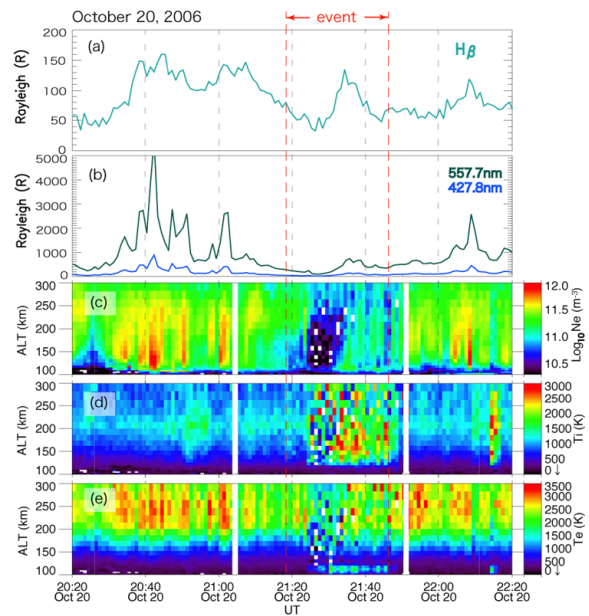 October 20, 2006
event
(a)
Hβ
Rayleigh (R)
200
150
100
50
0
(b)
557.7nm
427.8nm
Rayleigh (R)
5000
4000
3000
2000
1000
0
(c)
ALT (km)
300
250
200
150
100
12.0
11.5
11.0
10.5
Log10Ne (m⁻³)
(d)
ALT (km)
300
250
200
150
100
3000
2500
2000
1500
1000
500
0↓
Ti (K)
(e)
ALT (km)
300
250
200
150
100
3500
3000
2500
2000
1500
1000
500
0↓
Te (K)
20:20 20:40 21:00 21:20 21:40 22:00 22:20
Oct 20 Oct 20 Oct 20 Oct 20 Oct 20 Oct 20 Oct 20
UT